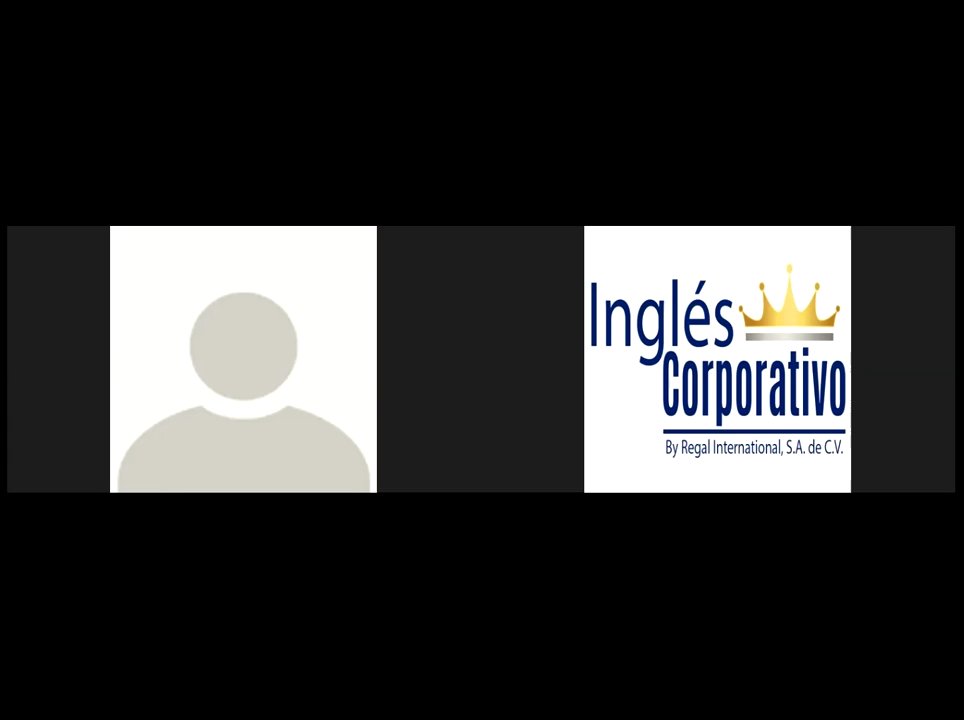 Inglés
Corporativo
By Regal International, S.A. de C.V.